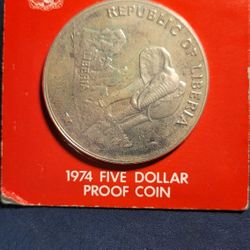 REPUBLIC OF LIBERIA
LIBERIA
1974 FIVE DOLLAR
PROOF COIN